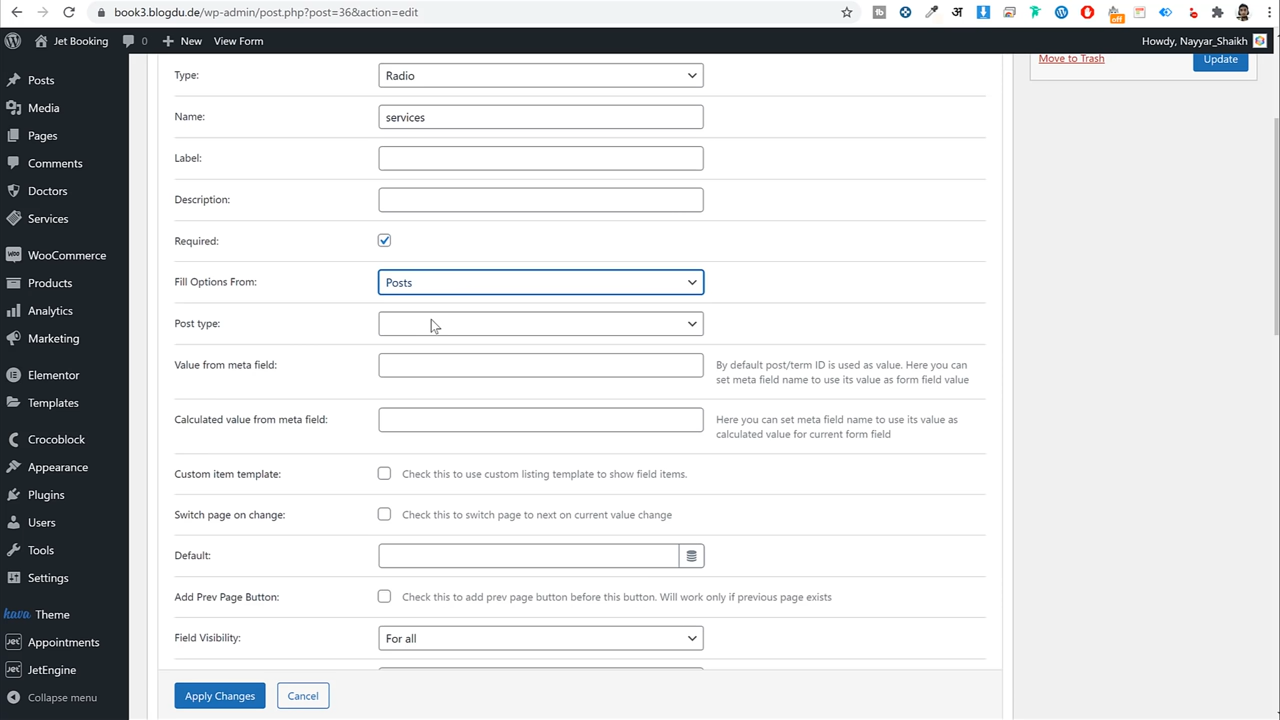 book3.blogdu.de/wp-admin/post.php?post=36&action=edit
off
Jet Booking
0
New
View Form
Howdy, Nayyar_Shaikh
Posts
Media
Pages
Comments
Doctors
Services
WooCommerce
Products
Analytics
Marketing
Elementor
Templates
Crocoblock
Appearance
Plugins
Users
Tools
Settings
kava Theme
Jet Appointments
Jet JetEngine
Collapse menu
Type:
Radio
Name:
services
Label:
Description:
Required:
Fill Options From:
Posts
Post type:
Value from meta field:
By default post/term ID is used as value. Here you can
set meta field name to use its value as form field value
Calculated value from meta field:
Here you can set meta field name to use its value as
calculated value for current form field
Custom item template:
Check this to use custom listing template to show field items.
Switch page on change:
Check this to switch page to next on current value change
Default:
Add Prev Page Button:
Check this to add prev page button before this button. Will work only if previous page exists
Field Visibility:
For all
Apply Changes
Cancel
Move to Trash
Update